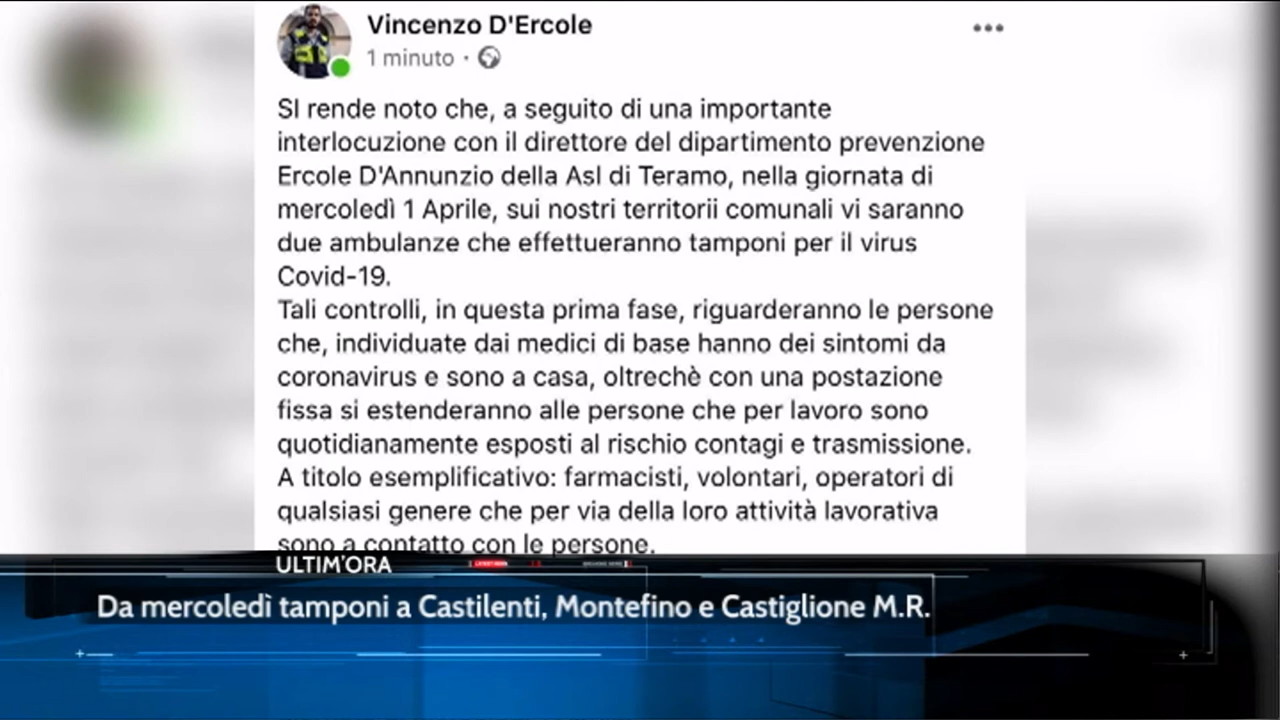 Vincenzo D'Ercole
1 minuto ·
SI rende noto che, a seguito di una importante
interlocuzione con il direttore del dipartimento prevenzione
Ercole D'Annunzio della Asl di Teramo, nella giornata di
mercoledì 1 Aprile, sui nostri territorii comunali vi saranno
due ambulanze che effettueranno tamponi per il virus
Covid-19.
Tali controlli, in questa prima fase, riguarderanno le persone
che, individuate dai medici di base hanno dei sintomi da
coronavirus e sono a casa, oltrechè con una postazione
fissa si estenderanno alle persone che per lavoro sono
quotidianamente esposti al rischio contagi e trasmissione.
A titolo esemplificativo: farmacisti, volontari, operatori di
qualsiasi genere che per via della loro attività lavorativa
sono a contatto con le persone.
ULTIM'ORA
Da mercoledì tamponi a Castilenti, Montefino e Castiglione M.R.